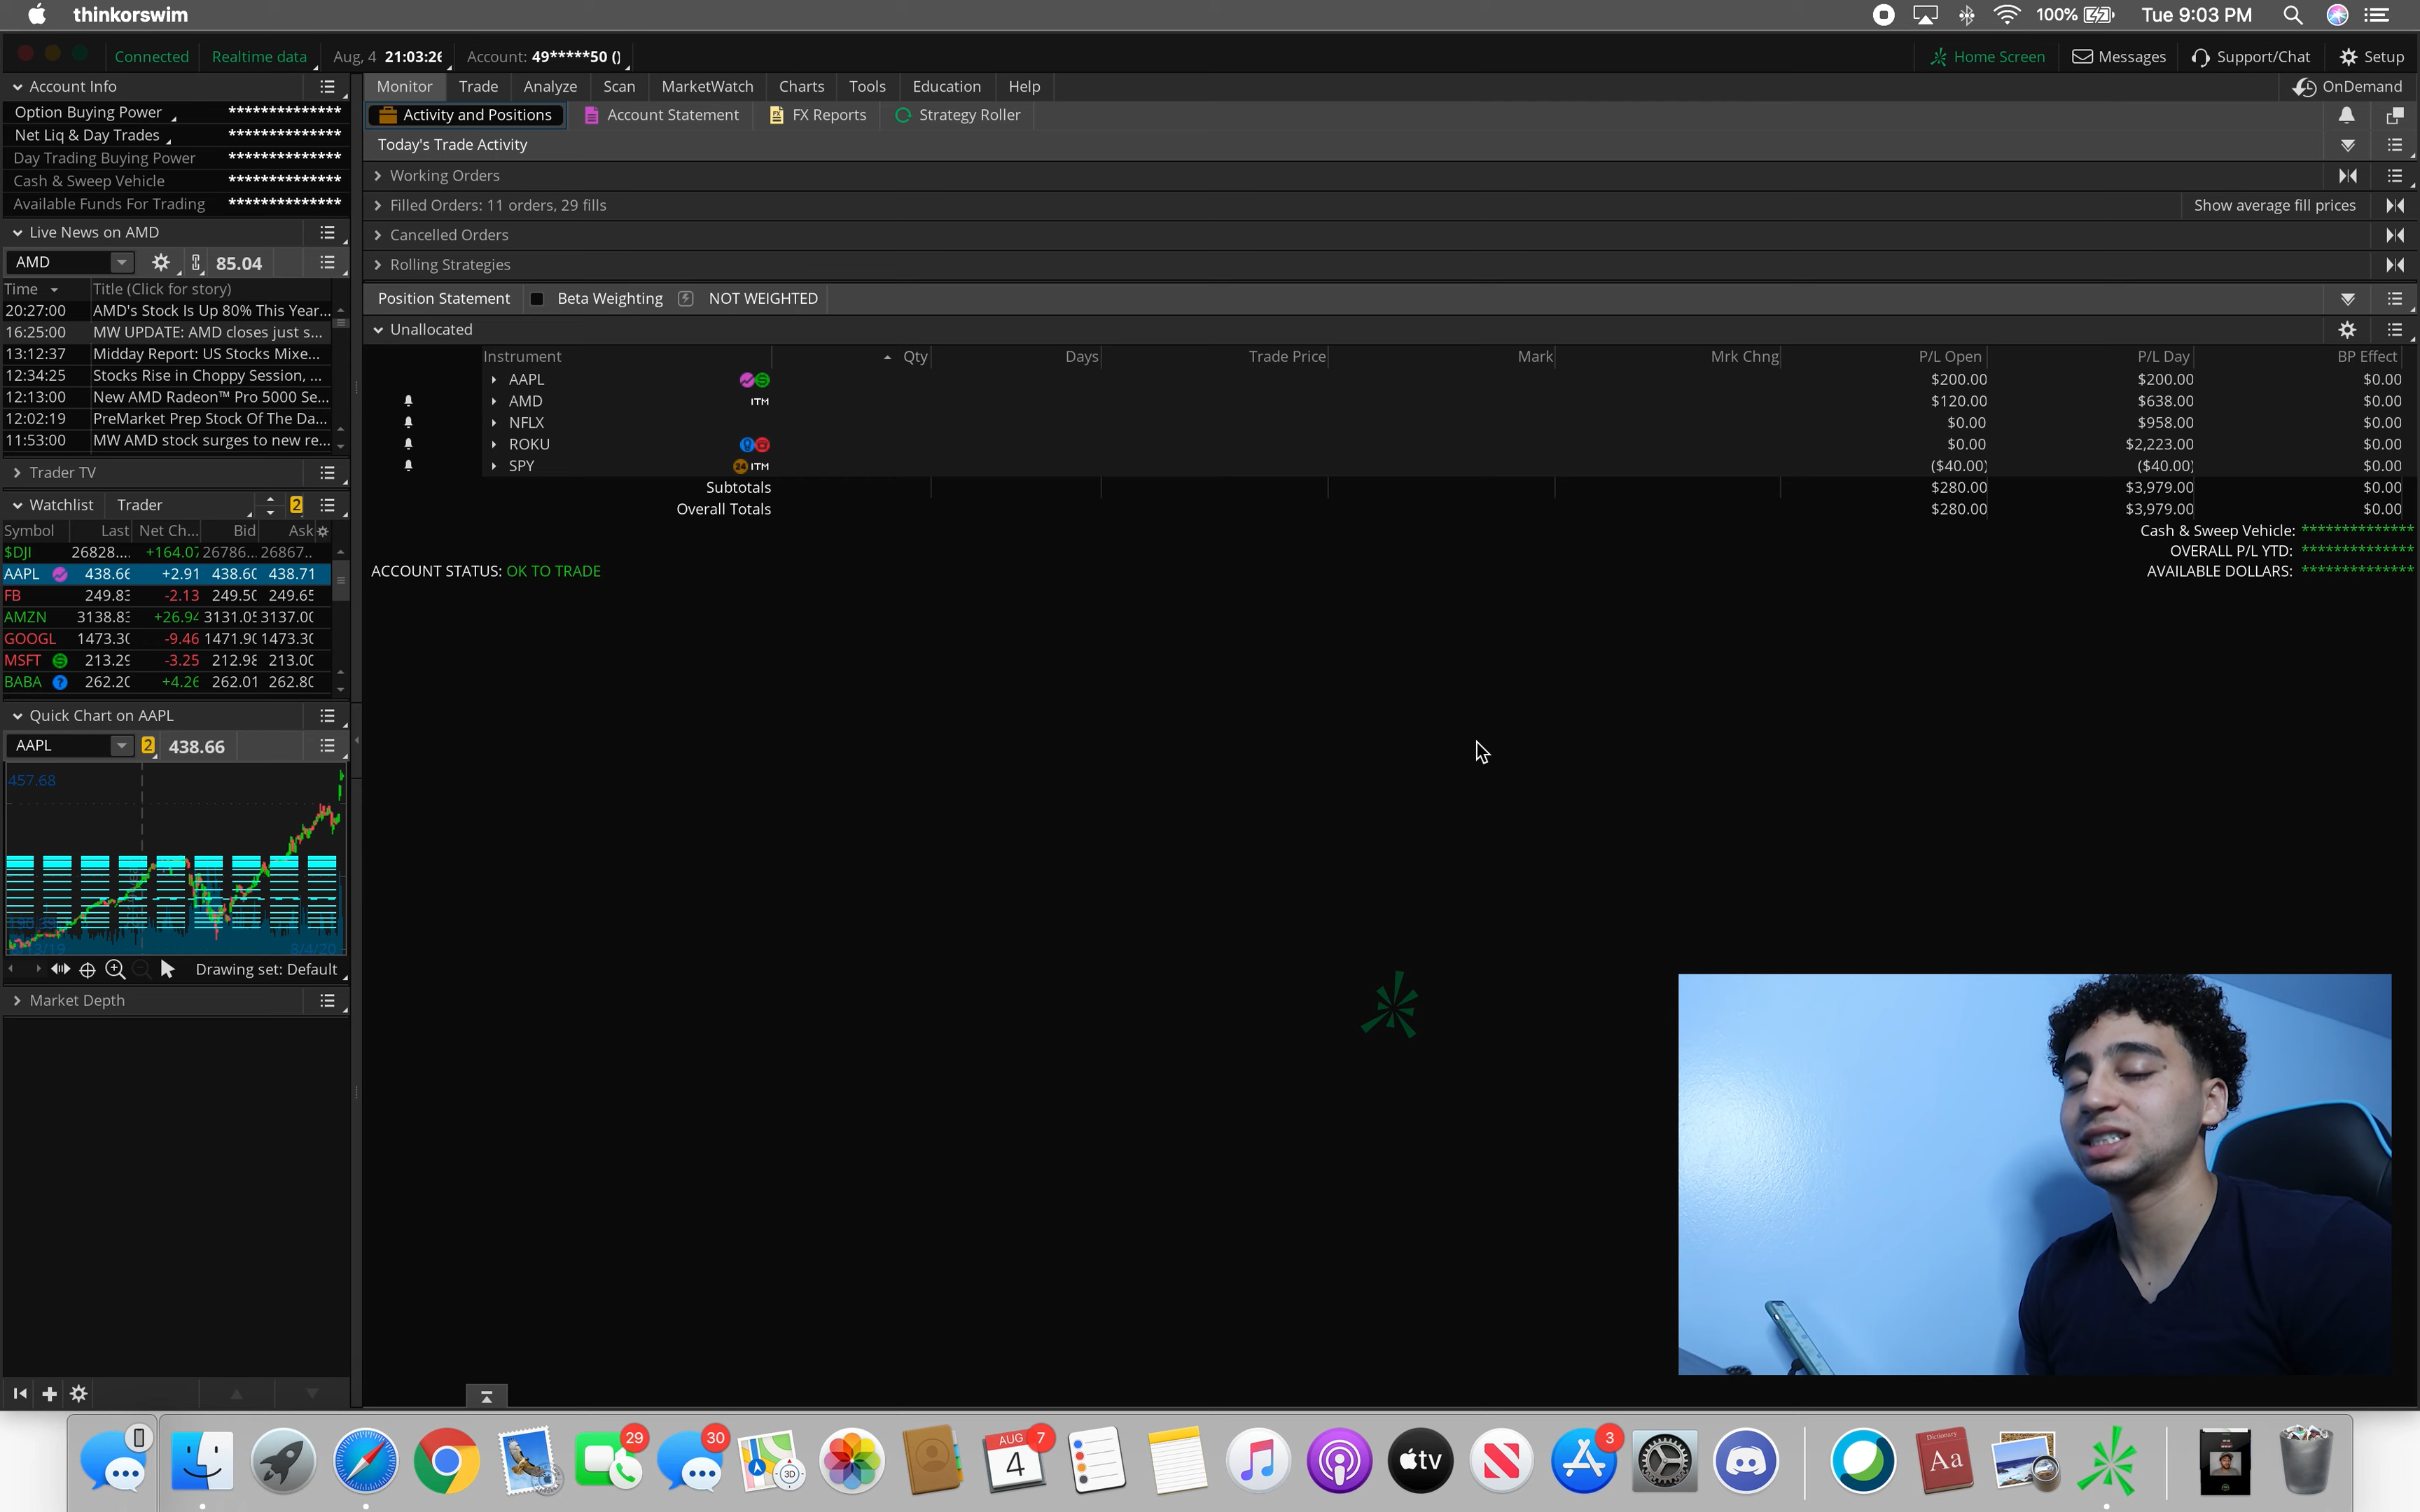 thinkorswim 100% Tue 9:03 PM
Connected Realtime data Aug, 4 21:03:26 Account: 49*****50 () Home Screen Messages Support/Chat Setup
Account Info
Option Buying Power **************
Net Liq & Day Trades **************
Day Trading Buying Power **************
Cash & Sweep Vehicle **************
Available Funds For Trading **************
Live News on AMD
AMD 85.04
Time Title (Click for story)
20:27:00 AMD's Stock Is Up 80% This Year...
16:25:00 MW UPDATE: AMD closes just s...
13:12:37 Midday Report: US Stocks Mixe...
12:34:25 Stocks Rise in Choppy Session, ...
12:13:00 New AMD Radeon™ Pro 5000 Se...
12:02:19 PreMarket Prep Stock Of The Da...
11:53:00 MW AMD stock surges to new re...
Trader TV
Watchlist Trader 2
Symbol Last Net Ch... Bid Ask
$DJI 26828.... +164.07 26786... 26867..
AAPL 438.66 +2.91 438.60 438.71
FB 249.83 -2.13 249.50 249.65
AMZN 3138.83 +26.94 3131.05 3137.00
GOOGL 1473.30 -9.46 1471.90 1473.30
MSFT 213.29 -3.25 212.98 213.00
BABA 262.20 +4.26 262.01 262.80
Quick Chart on AAPL
AAPL 2 438.66
457.68
8/4/20
Drawing set: Default
Market Depth
Monitor Trade Analyze Scan MarketWatch Charts Tools Education Help OnDemand
Activity and Positions Account Statement FX Reports Strategy Roller
Today's Trade Activity
Working Orders
Filled Orders: 11 orders, 29 fills Show average fill prices
Cancelled Orders
Rolling Strategies
Position Statement Beta Weighting NOT WEIGHTED
Unallocated
Instrument Qty Days Trade Price Mark Mrk Chng P/L Open P/L Day BP Effect
AAPL $200.00 $200.00 $0.00
AMD ITM $120.00 $638.00 $0.00
NFLX $0.00 $958.00 $0.00
ROKU $0.00 $2,223.00 $0.00
SPY 24 ITM ($40.00) ($40.00) $0.00
Subtotals $280.00 $3,979.00 $0.00
Overall Totals $280.00 $3,979.00 $0.00
Cash & Sweep Vehicle: **************
OVERALL P/L YTD: **************
ACCOUNT STATUS: OK TO TRADE AVAILABLE DOLLARS: **************
29 30 3D AUG 7 4 tv 3 Dictionary Aa